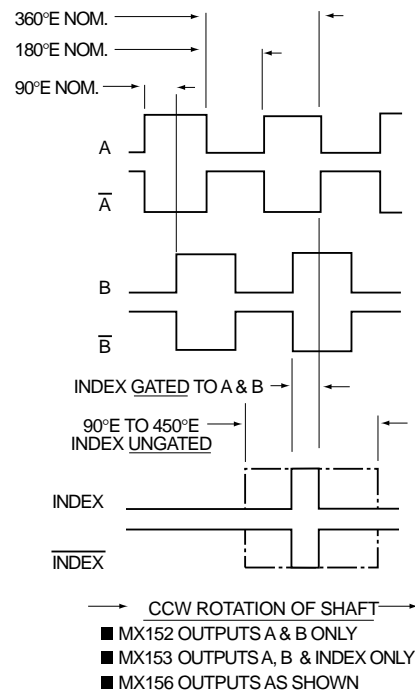 360°E NOM.
180°E NOM.
90°E NOM.
A
A̅
B
B̅
INDEX GATED TO A & B
90°E TO 450°E
INDEX UNGATED
INDEX
I̅N̅D̅E̅X̅
CCW ROTATION OF SHAFT
■ MX152 OUTPUTS A & B ONLY
■ MX153 OUTPUTS A, B & INDEX ONLY
■ MX156 OUTPUTS AS SHOWN